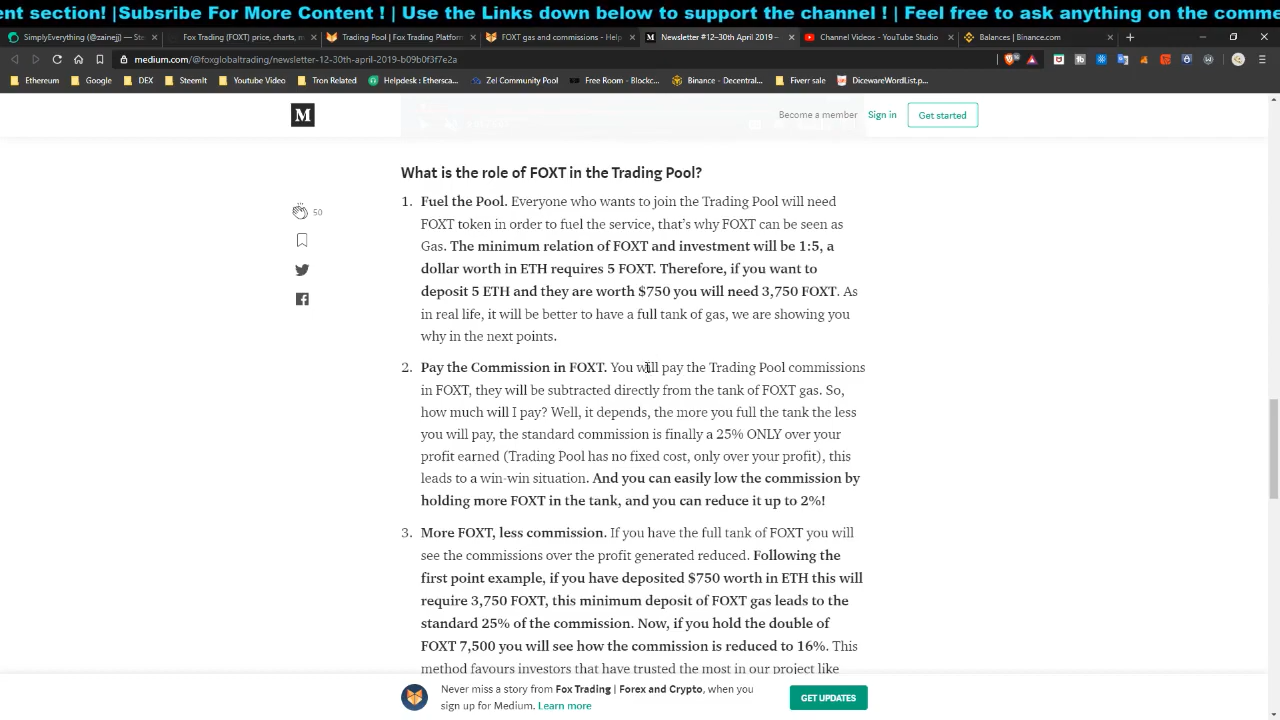 ent section! |Subsribe For More Content ! | Use the Links down below to support the channel ! | Feel free to ask anything on the comme
SimplyEverything (@zainejj) — Sta
Fox Trading (FOXT) price, charts, m
Trading Pool | Fox Trading Platform
FOXT gas and commissions - Help
Newsletter #12–30th April 2019 –
Channel Videos - YouTube Studio
Balances | Binance.com
medium.com/@foxglobaltrading/newsletter-12-30th-april-2019-b09b0f3f7e2a
Ethereum
Google
DEX
SteemIt
Youtube Video
Tron Related
Helpdesk : Ethersca...
Zel Community Pool
Free Room - Blockc...
Binance - Decentral...
Fiverr sale
DicewareWordList.p...
M
Become a member
Sign in
Get started
What is the role of FOXT in the Trading Pool?
50
1. Fuel the Pool. Everyone who wants to join the Trading Pool will need
FOXT token in order to fuel the service, that's why FOXT can be seen as
Gas. The minimum relation of FOXT and investment will be 1:5, a
dollar worth in ETH requires 5 FOXT. Therefore, if you want to
deposit 5 ETH and they are worth $750 you will need 3,750 FOXT. As
in real life, it will be better to have a full tank of gas, we are showing you
why in the next points.
2. Pay the Commission in FOXT. You will pay the Trading Pool commissions
in FOXT, they will be subtracted directly from the tank of FOXT gas. So,
how much will I pay? Well, it depends, the more you full the tank the less
you will pay, the standard commission is finally a 25% ONLY over your
profit earned (Trading Pool has no fixed cost, only over your profit), this
leads to a win-win situation. And you can easily low the commission by
holding more FOXT in the tank, and you can reduce it up to 2%!
3. More FOXT, less commission. If you have the full tank of FOXT you will
see the commissions over the profit generated reduced. Following the
first point example, if you have deposited $750 worth in ETH this will
require 3,750 FOXT, this minimum deposit of FOXT gas leads to the
standard 25% of the commission. Now, if you hold the double of
FOXT 7,500 you will see how the commission is reduced to 16%. This
method favours investors that have trusted the most in our project like
Never miss a story from Fox Trading | Forex and Crypto, when you
sign up for Medium. Learn more
GET UPDATES